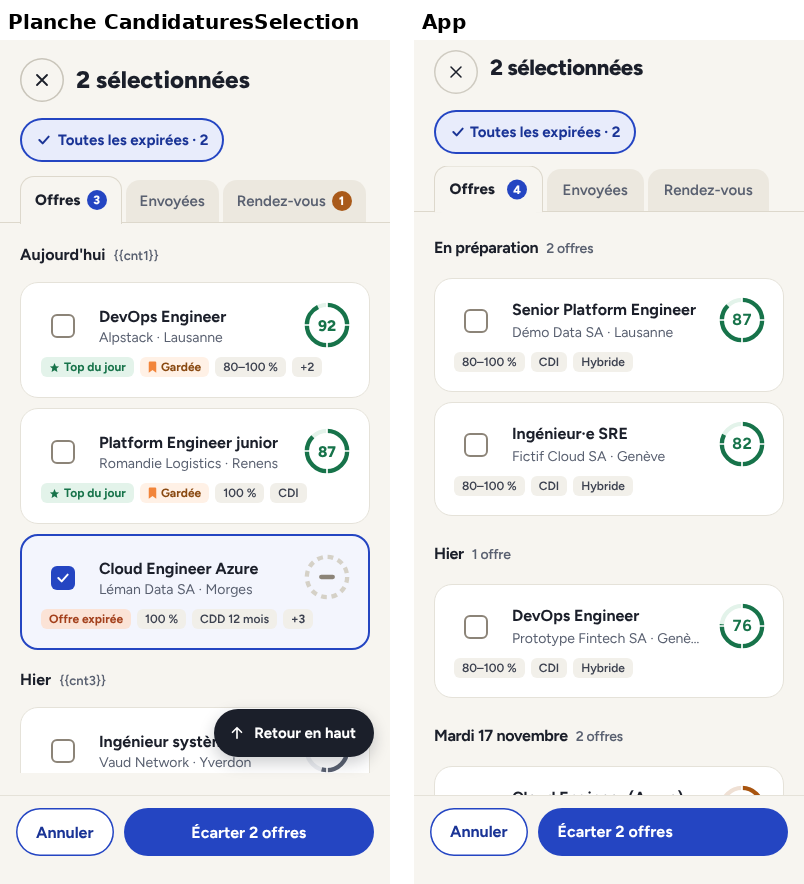 Planche CandidaturesSelection
2 sélectionnées
Toutes les expirées · 2
Offres 3
Envoyées
Rendez-vous 1
Aujourd'hui {{cnt1}}
DevOps Engineer
Alpstack · Lausanne
92
Top du jour
Gardée
80–100 %
+2
Platform Engineer junior
Romandie Logistics · Renens
87
Top du jour
Gardée
100 %
CDI
Cloud Engineer Azure
Léman Data SA · Morges
Offre expirée
100 %
CDD 12 mois
+3
Hier {{cnt3}}
Vaud Network · Yverdon
Retour en haut
Annuler
Écarter 2 offres
App
2 sélectionnées
Toutes les expirées · 2
Offres 4
Envoyées
Rendez-vous
En préparation 2 offres
Senior Platform Engineer
Démo Data SA · Lausanne
87
80–100 %
CDI
Hybride
Ingénieur·e SRE
Fictif Cloud SA · Genève
82
80–100 %
CDI
Hybride
Hier 1 offre
DevOps Engineer
Prototype Fintech SA · Genè…
76
80–100 %
CDI
Hybride
Mardi 17 novembre 2 offres
Annuler
Écarter 2 offres